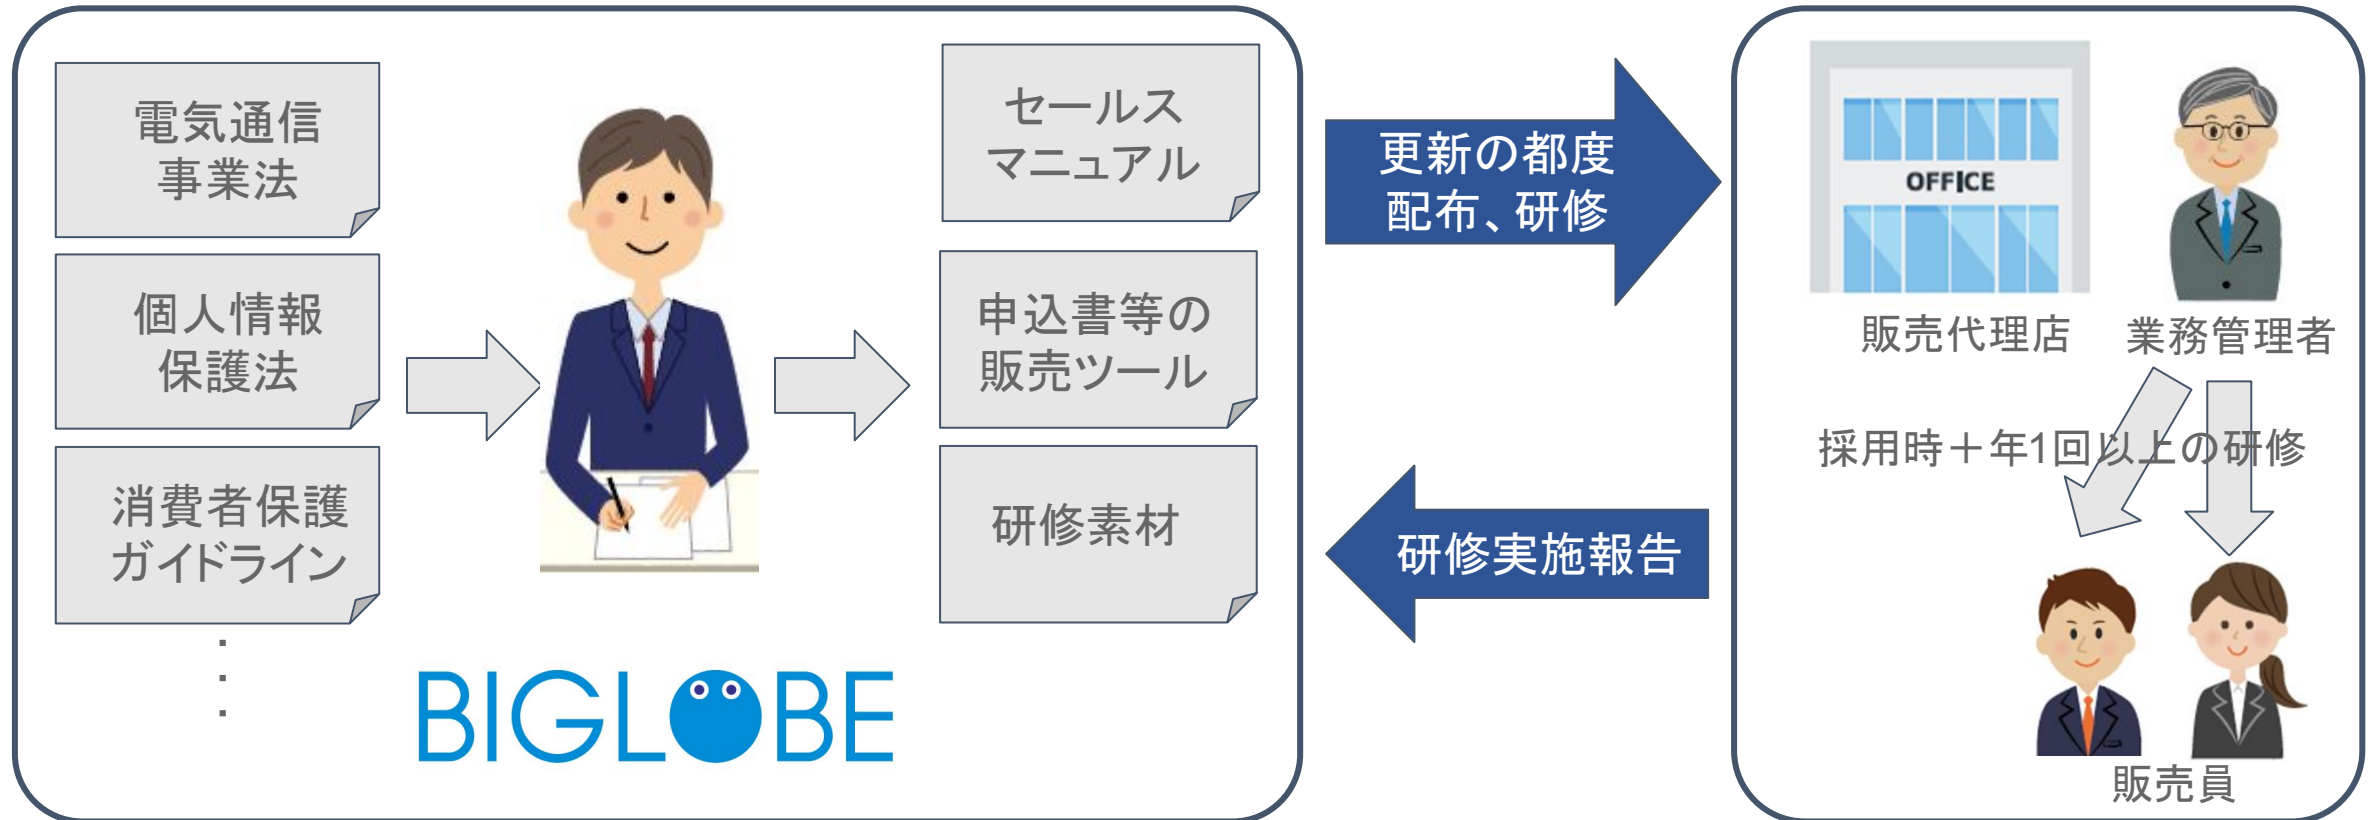 電気通信
事業法
個人情報
保護法
消費者保護
ガイドライン
・
・
・
BIGLOBE
セールス
マニュアル
申込書等の
販売ツール
研修素材
更新の都度
配布、研修
研修実施報告
OFFICE
販売代理店
業務管理者
採用時＋年1回以上の研修
販売員